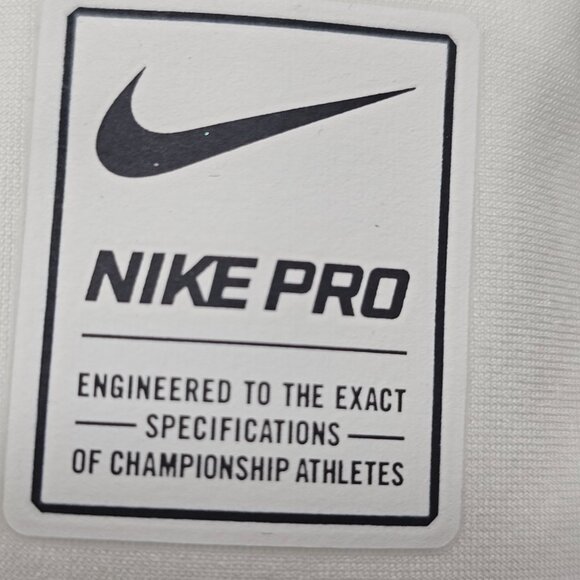 NIKE PRO
ENGINEERED TO THE EXACT
SPECIFICATIONS
OF CHAMPIONSHIP ATHLETES